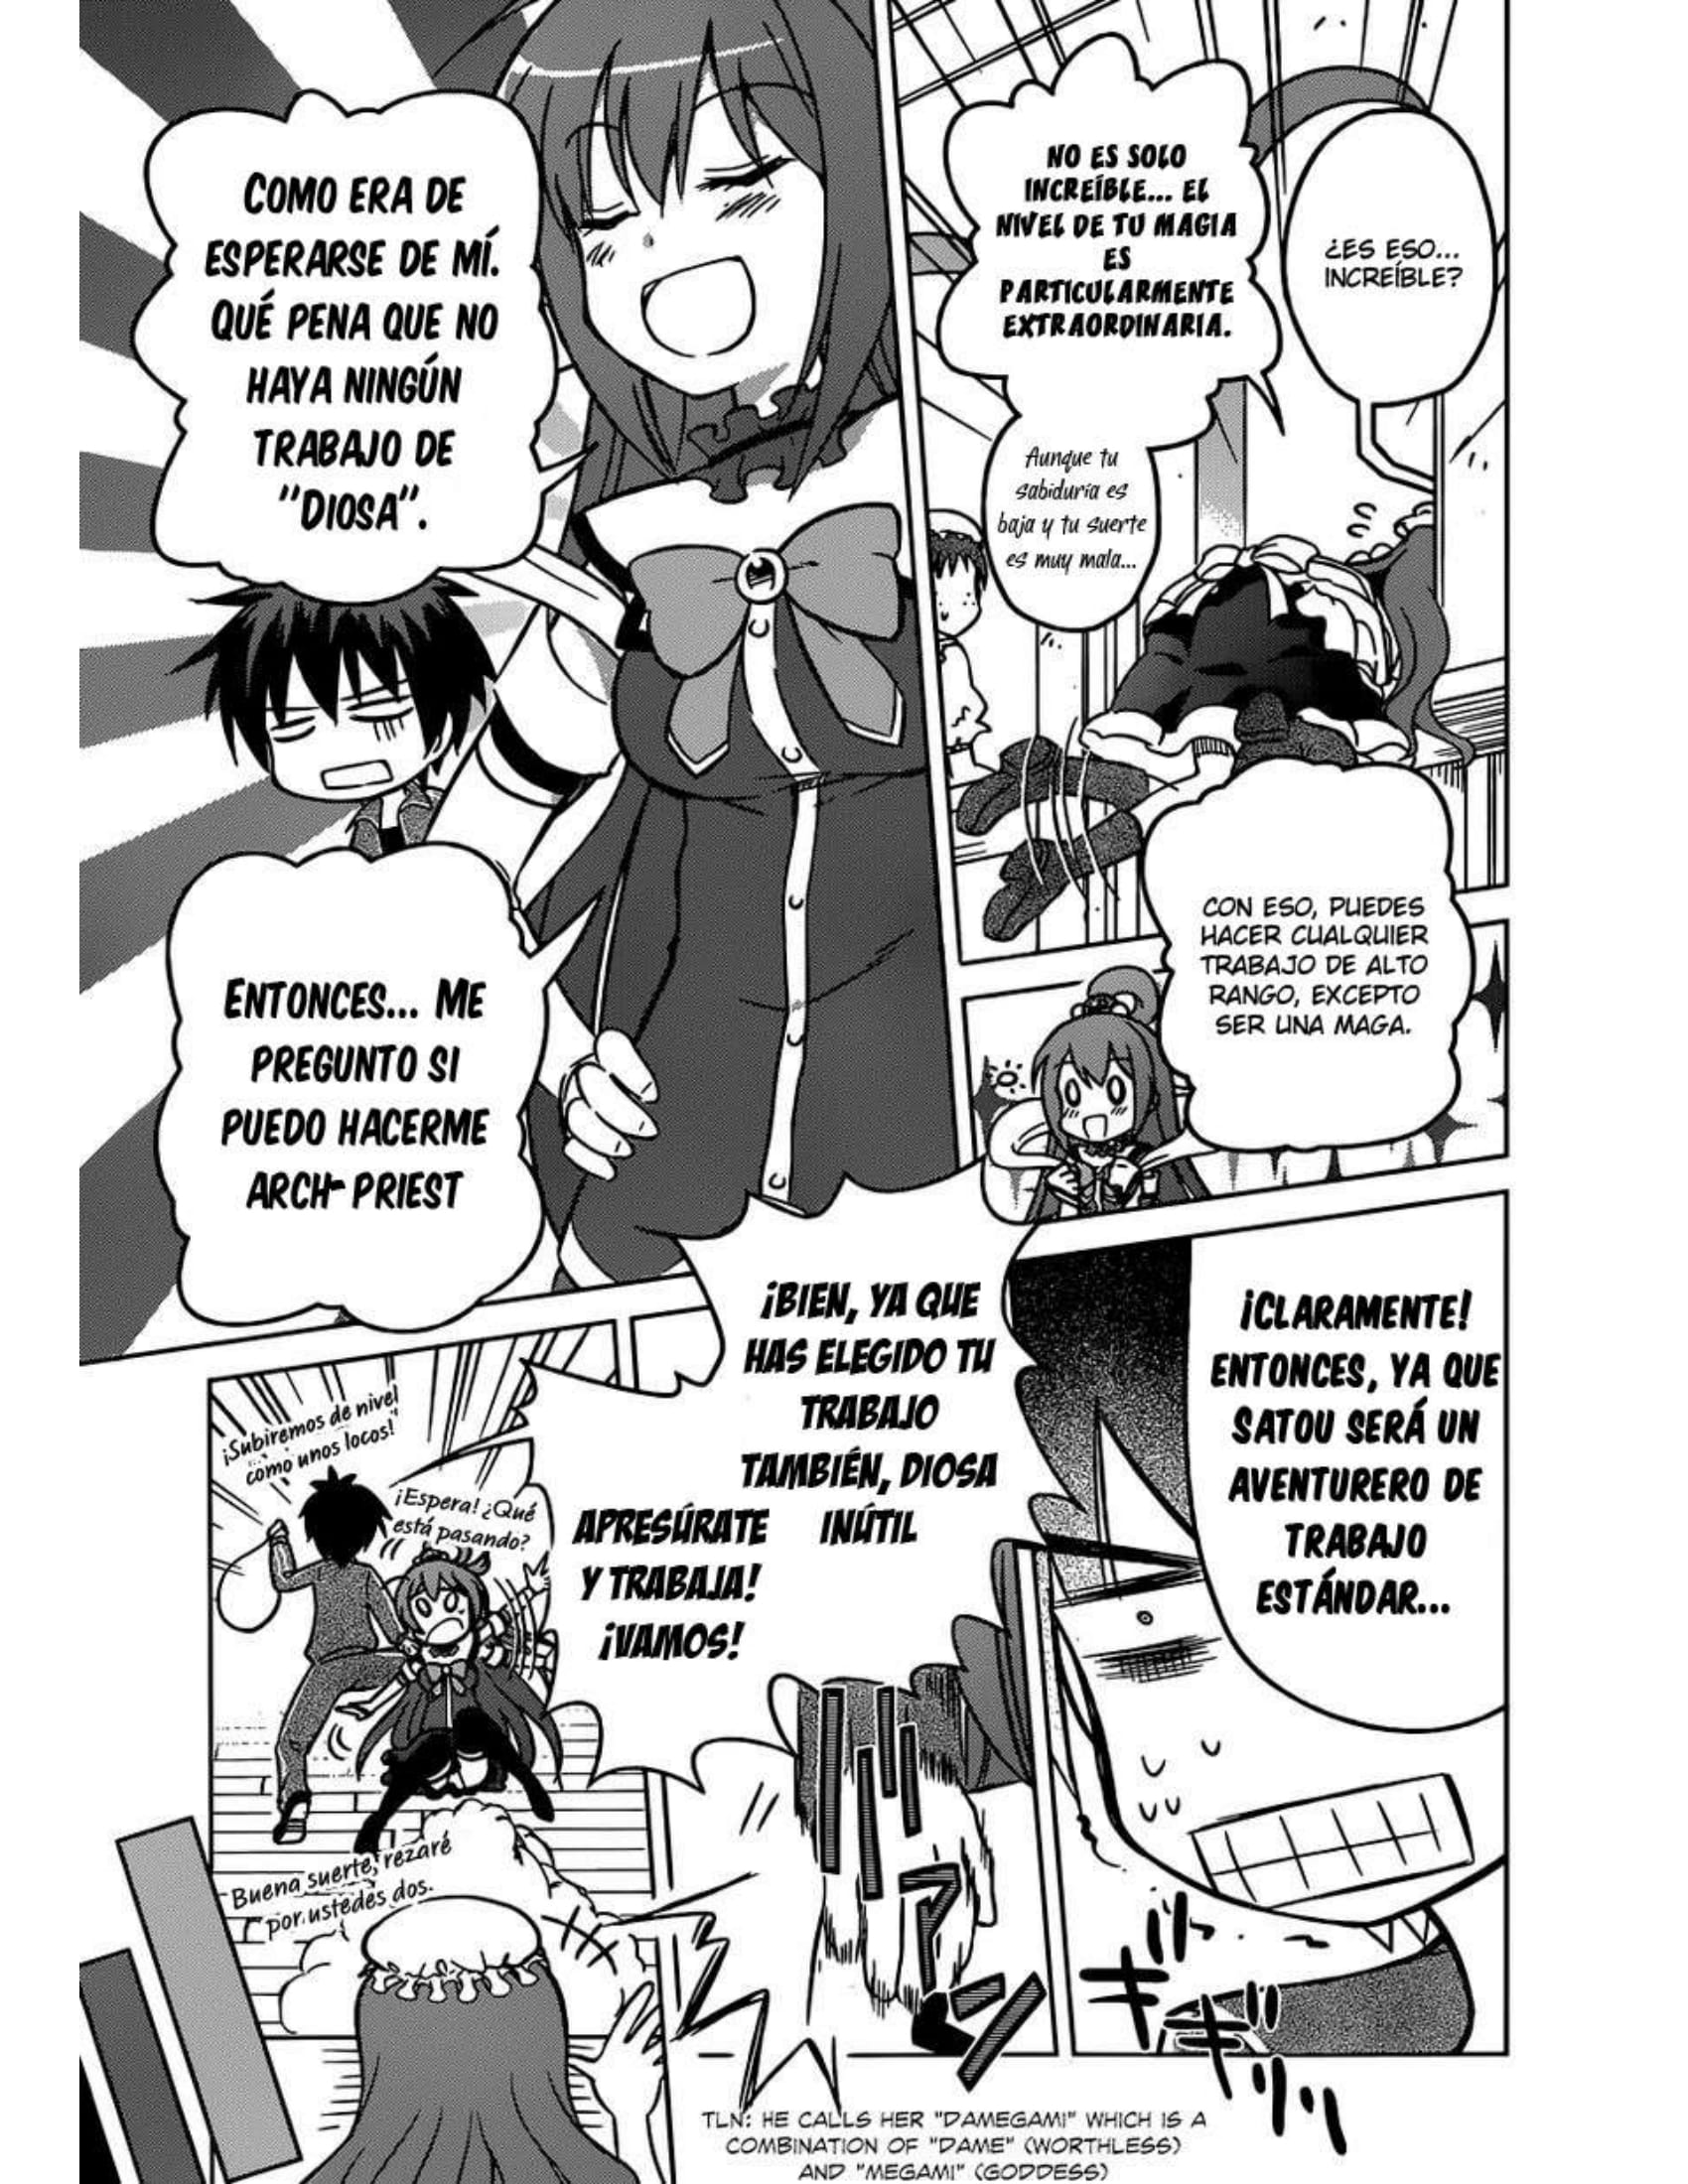 ¿ES ESO...
INCREÍBLE?
NO ES SOLO
INCREÍBLE... EL
NIVEL DE TU MAGIA
ES
PARTICULARMENTE
EXTRAORDINARIA.
Aunque tu
sabiduría es
baja y tu suerte
es muy mala...
CON ESO, PUEDES
HACER CUALQUIER
TRABAJO DE ALTO
RANGO, EXCEPTO
SER UNA MAGA.
COMO ERA DE
ESPERARSE DE MÍ.
QUÉ PENA QUE NO
HAYA NINGÚN
TRABAJO DE
"DIOSA".
ENTONCES... ME
PREGUNTO SI
PUEDO HACERME
ARCH-PRIEST
¡CLARAMENTE!
ENTONCES, YA QUE
SATOU SERÁ UN
AVENTURERO DE
TRABAJO
ESTÁNDAR...
ギギギリリ
¡BIEN, YA QUE
HAS ELEGIDO TU
TRABAJO
TAMBIÉN, DIOSA
INÚTIL
APRESÚRATE
Y TRABAJA!
¡VAMOS!
¡Subiremos de nivel
como unos locos!
¡Espera! ¿Qué
está pasando?
Buena suerte, rezaré
por ustedes dos.
TLN: HE CALLS HER "DAMEGAMI" WHICH IS A
COMBINATION OF "DAME" (WORTHLESS)
AND "MEGAMI" (GODDESS)